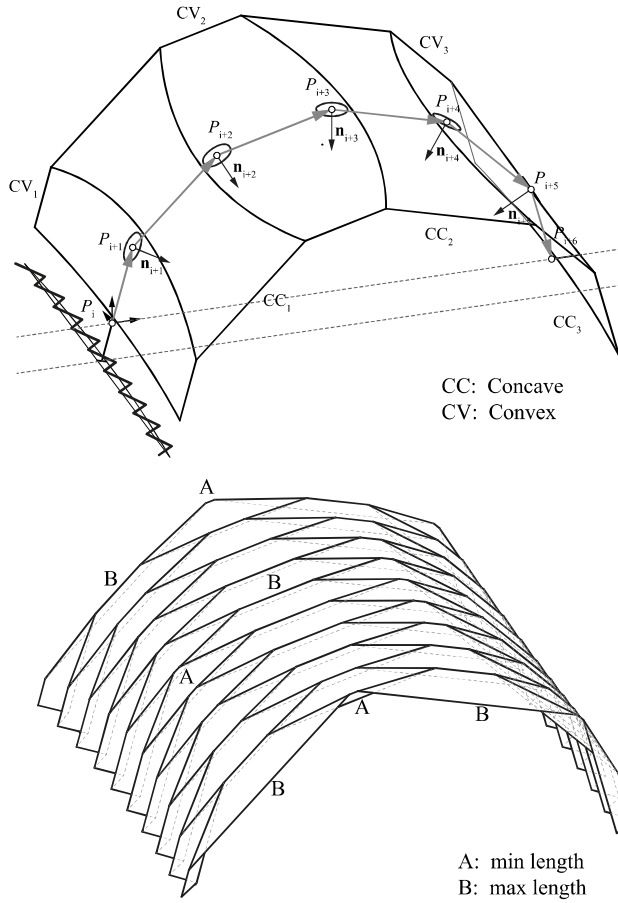 CV2
CV3
Pi+3
Pi+4
ni+3
ni+4
Pi+2
ni+2
CV1
Pi+5
Pi+1
ni+1
Pi+6
CC2
Pi
CC1
CC3
CC: Concave
CV: Convex
A
B
B
A
A
B
B
A: min length
B: max length